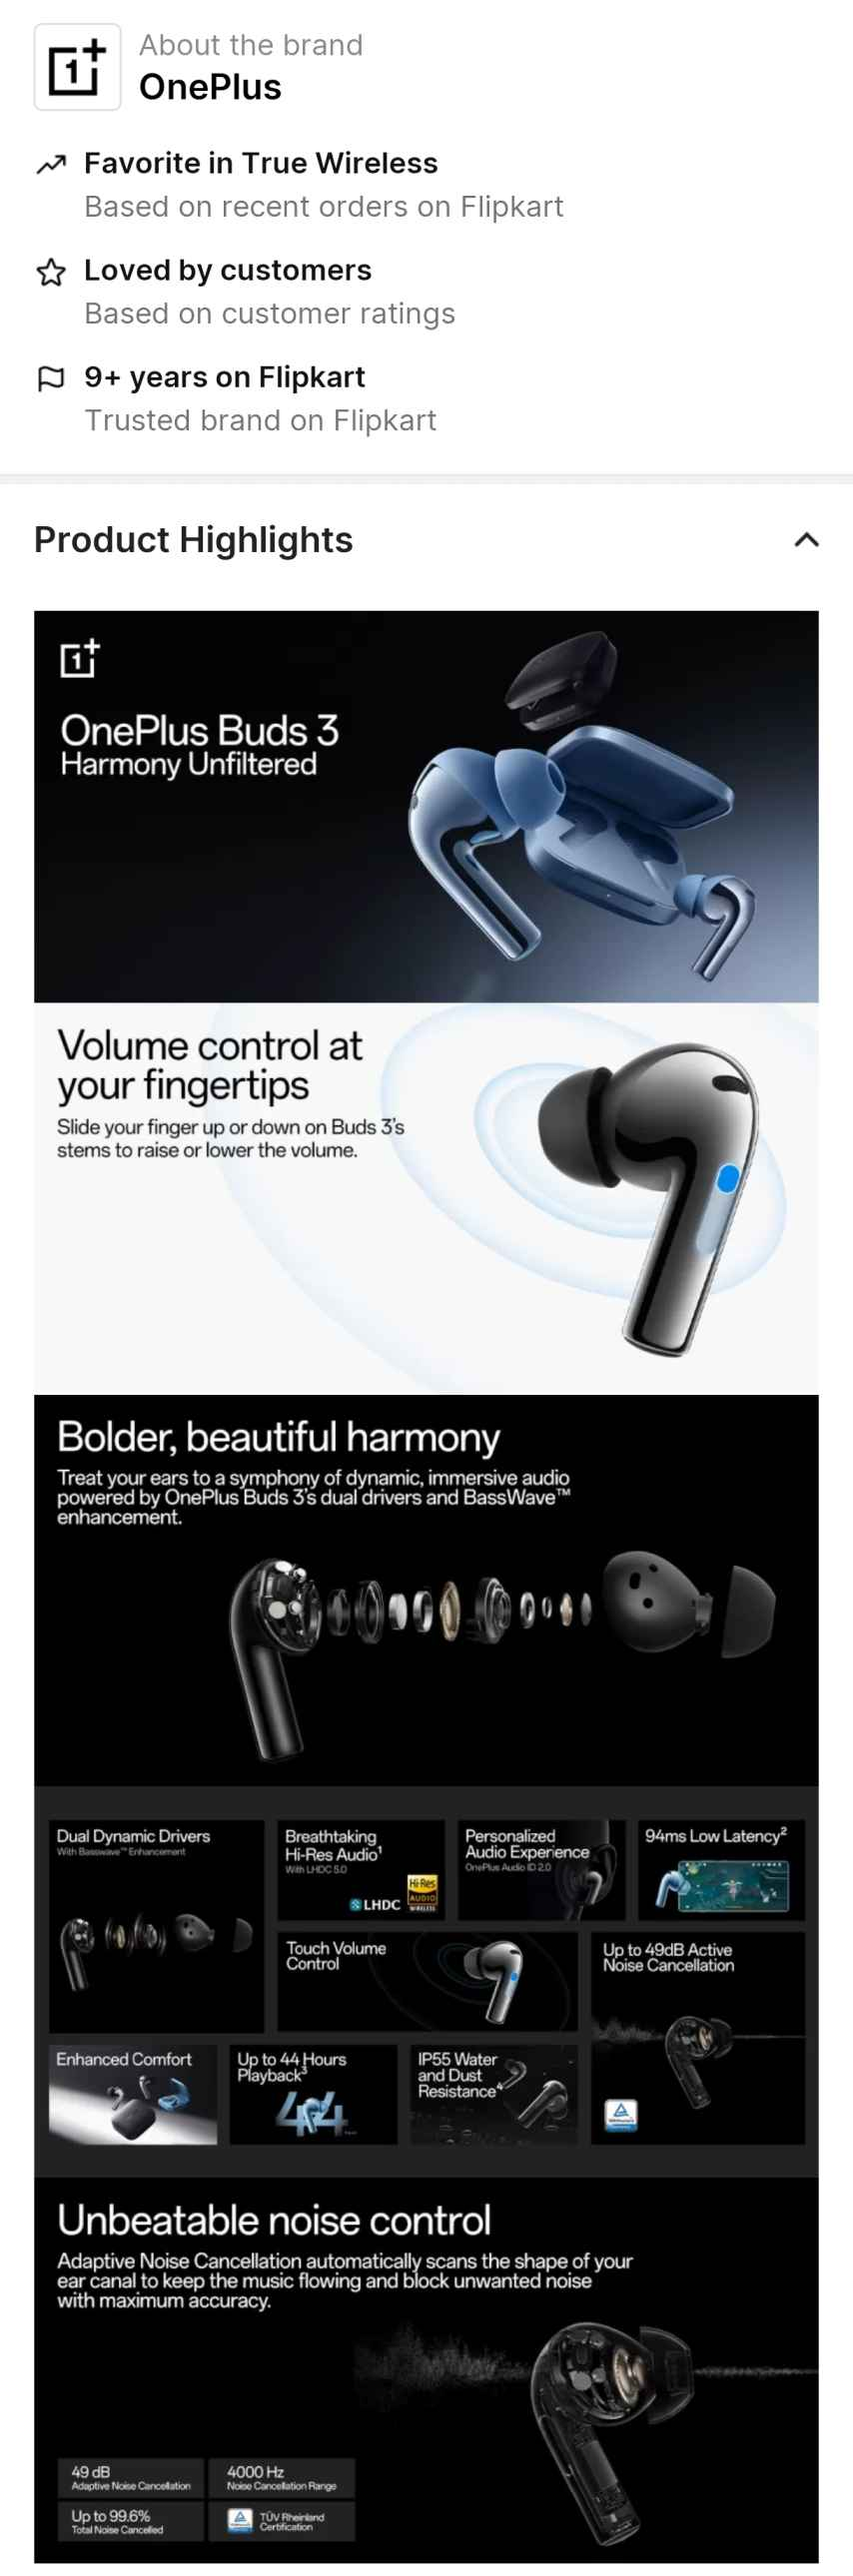 About the brand
OnePlus
Favorite in True Wireless
Based on recent orders on Flipkart
Loved by customers
Based on customer ratings
9+ years on Flipkart
Trusted brand on Flipkart
Product Highlights
OnePlus Buds 3
Harmony Unfiltered
Volume control at
your fingertips
Slide your finger up or down on Buds 3's
stems to raise or lower the volume.
Bolder, beautiful harmony
Treat your ears to a symphony of dynamic, immersive audio
powered by OnePlus Buds 3's dual drivers and BassWave™
enhancement.
Dual Dynamic Drivers
With Basswave™ Enhancement
Breathtaking
Hi-Res Audio¹
With LHDC 5.0
LHDC
Hi-Res
AUDIO
WIRELESS
Personalized
Audio Experience
OnePlus Audio ID 2.0
94ms Low Latency²
Touch Volume
Control
Up to 49dB Active
Noise Cancellation
Enhanced Comfort
Up to 44 Hours
Playback³
44
IP55 Water
and Dust
Resistance⁴
Unbeatable noise control
Adaptive Noise Cancellation automatically scans the shape of your
ear canal to keep the music flowing and block unwanted noise
with maximum accuracy.
49 dB
Adaptive Noise Cancellation
4000 Hz
Noise Cancellation Range
Up to 99.6%
Total Noise Cancelled
TÜV Rheinland
Certification